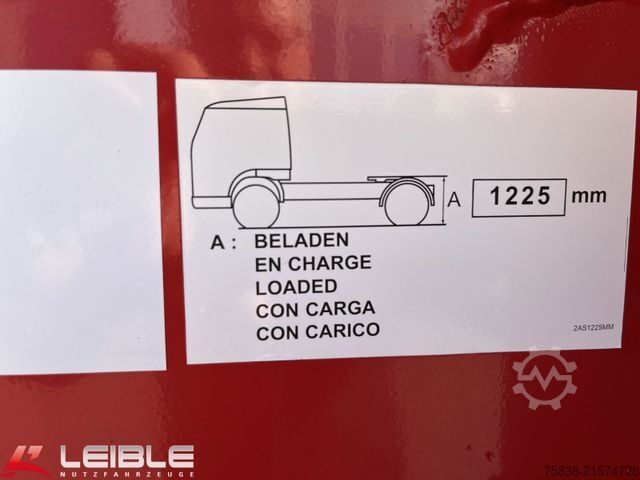 A
1225 mm
A : BELADEN
EN CHARGE
LOADED
CON CARGA
CON CARICO
2AS1225MM
LEIBLE
NUTZFAHRZEUGE
75838-21574728